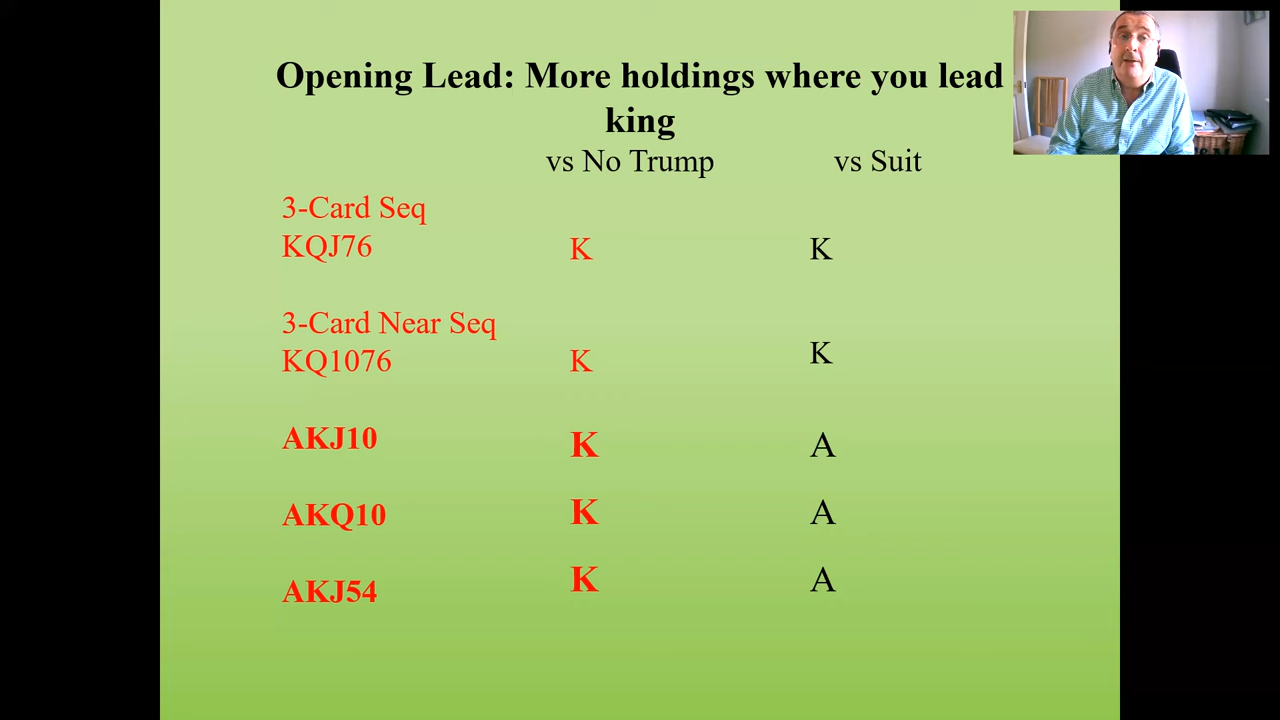 Opening Lead: More holdings where you lead
king
vs No Trump vs Suit
3-Card Seq
KQJ76 K K
3-Card Near Seq
KQ1076 K K
AKJ10 K A
AKQ10 K A
AKJ54 K A